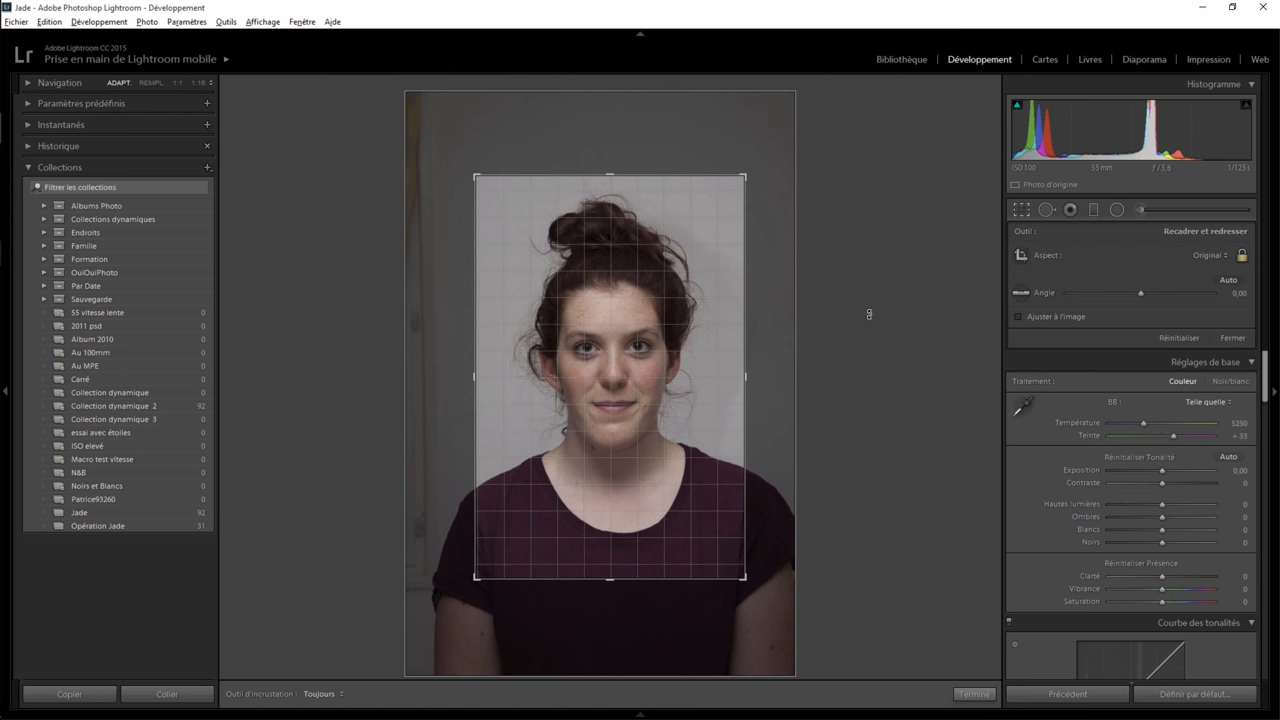 Jade - Adobe Photoshop Lightroom - Développement
Fichier Edition Développement Photo Paramètres Outils Affichage Fenêtre Aide
Lr
Adobe Lightroom CC 2015
Prise en main de Lightroom mobile
Bibliothèque Développement Cartes Livres Diaporama Impression Web
Navigation ADAPT. REMPL. 1:1 1:16
Paramètres prédéfinis
Instantanés
Historique
Collections
Filtrer les collections
Albums Photo
Collections dynamiques
Endroits
Famille
Formation
OuiOuiPhoto
Par Date
Sauvegarde
55 vitesse lente 0
2011 psd 0
Album 2010 0
Au 100mm 0
Au MPE 0
Carré 0
Collection dynamique 0
Collection dynamique 2 92
Collection dynamique 3 0
essai avec étoiles 0
ISO elevé 0
Macro test vitesse 0
N&B 0
Noirs et Blancs 0
Patrice93260 0
Jade 92
Opération Jade 31
Copier Coller
Outil d'incrustation : Toujours
Terminé
Histogramme
ISO 100 53 mm ƒ / 5,6 1/125 s
Photo d'origine
Outil : Recadrer et redresser
Aspect : Original
Auto
Angle 0,00
Ajuster à l'image
Réinitialiser Fermer
Réglages de base
Traitement : Couleur Noir/blanc
BB : Telle quelle
Température 5250
Teinte + 33
Réinitialiser Tonalité Auto
Exposition 0,00
Contraste 0
Hautes lumières 0
Ombres 0
Blancs 0
Noirs 0
Réinitialiser Présence
Clarté 0
Vibrance 0
Saturation 0
Courbe des tonalités
Précédent Définir par défaut...